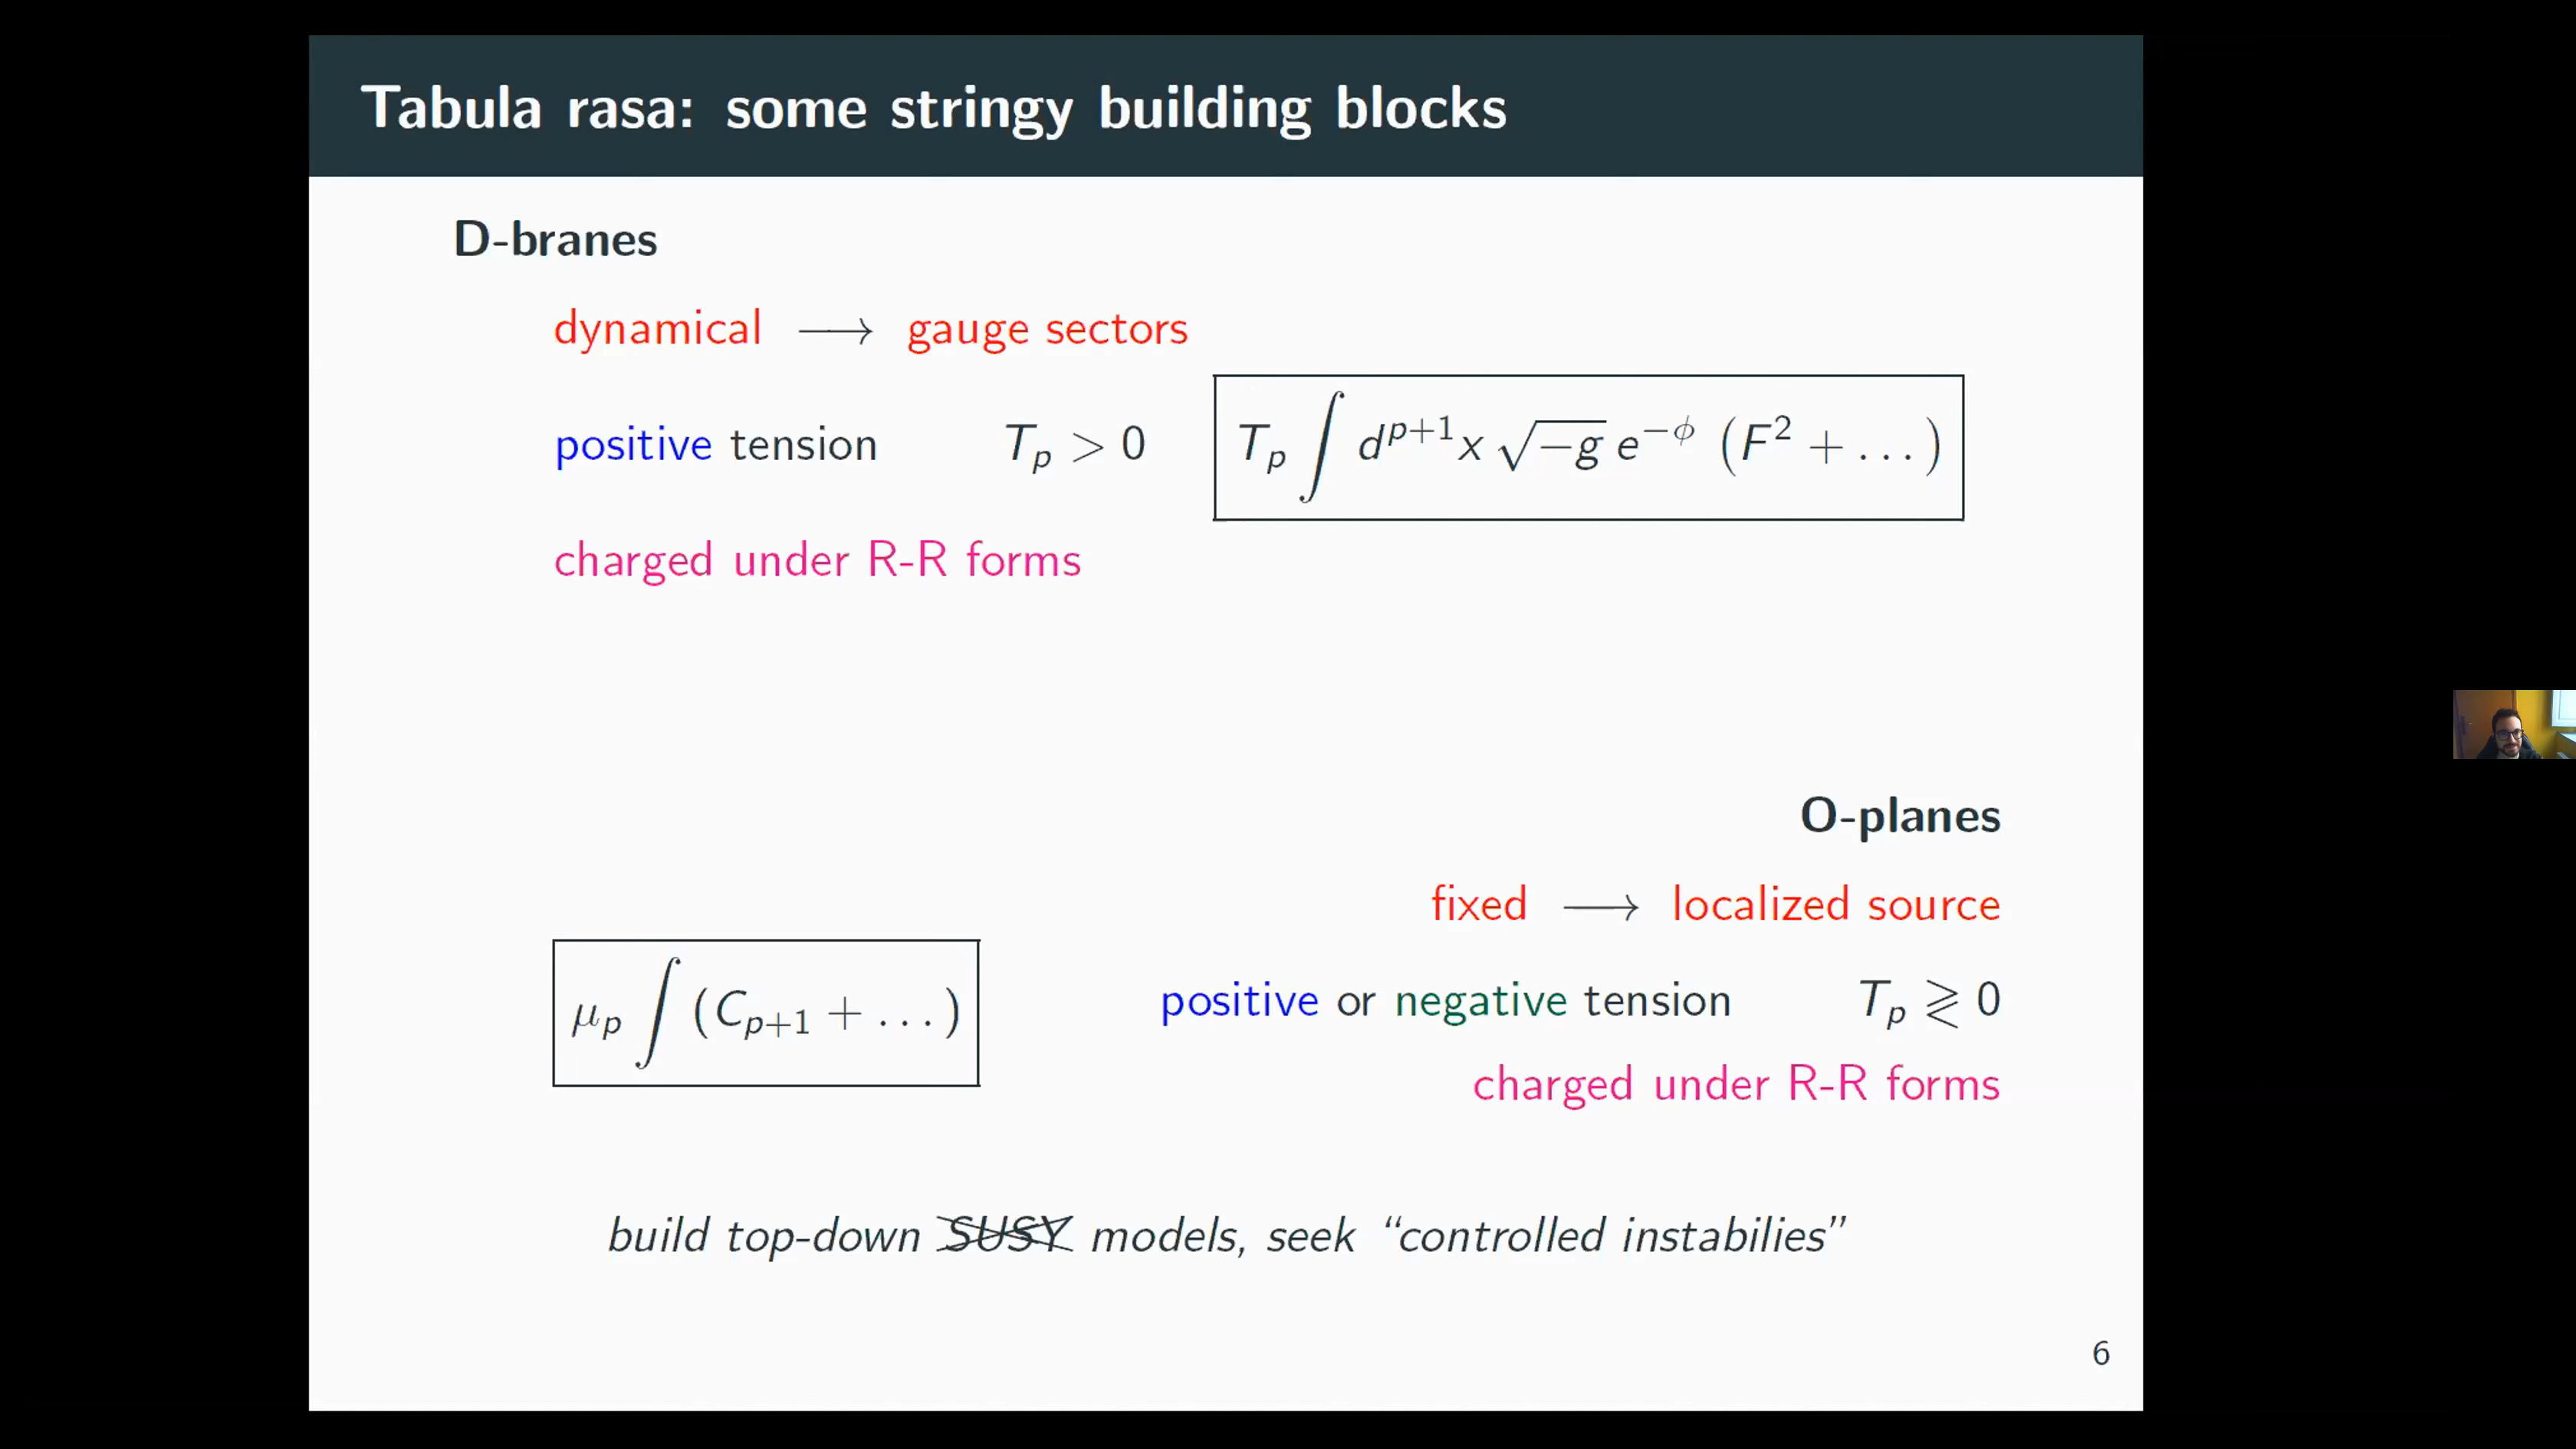 Tabula rasa: some stringy building blocks
D-branes
dynamical ⟶ gauge sectors
positive tension T_p > 0
T_p ∫ d^{p+1}x √−g e^{−ϕ} (F² + ...)
charged under R-R forms
O-planes
fixed ⟶ localized source
μ_p ∫ (C_{p+1} + ...)
positive or negative tension T_p ≷ 0
charged under R-R forms
build top-down SUSY models, seek “controlled instabilies”
6